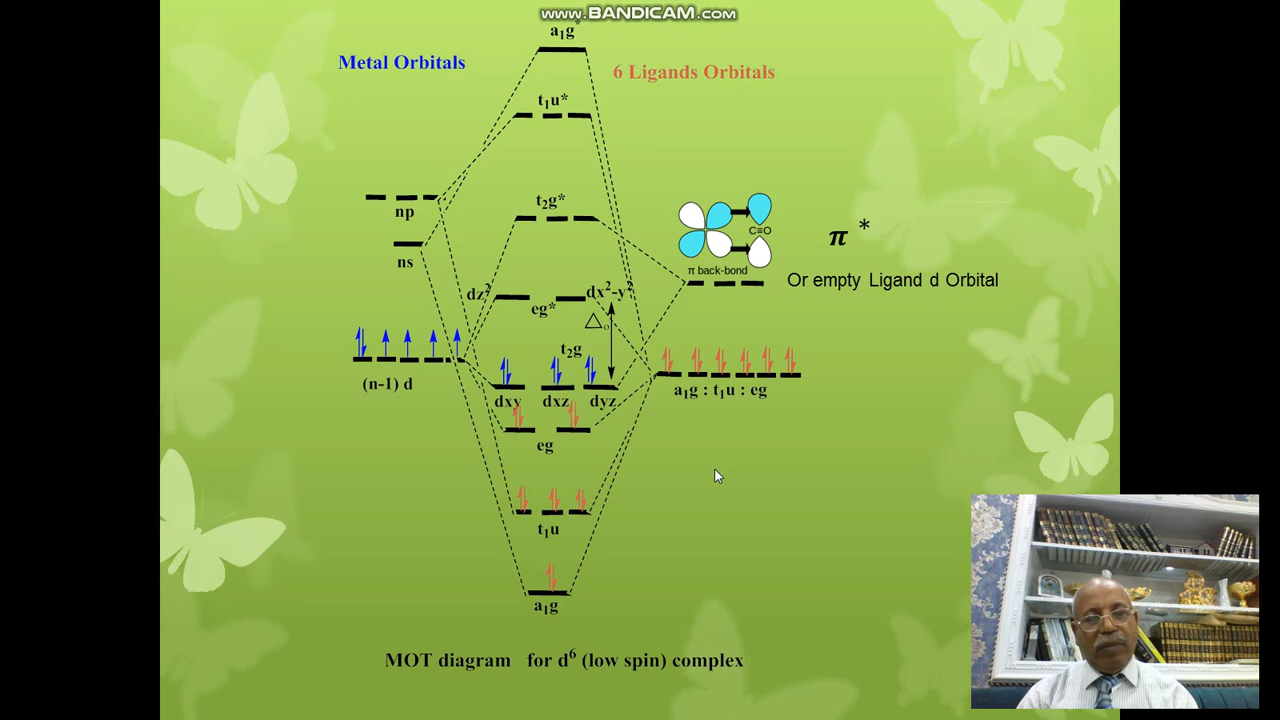 www.BANDICAM.com
a₁g*
Metal Orbitals
6 Ligands Orbitals
t₁u*
np
t₂g*
C≡O
π *
ns
π back-bond
Or empty Ligand d Orbital
dz²
dx²-y²
eg*
△o
t₂g
(n-1) d
a₁g : t₁u : eg
dxy dxz dyz
eg
t₁u
a₁g
MOT diagram for d⁶ (low spin) complex